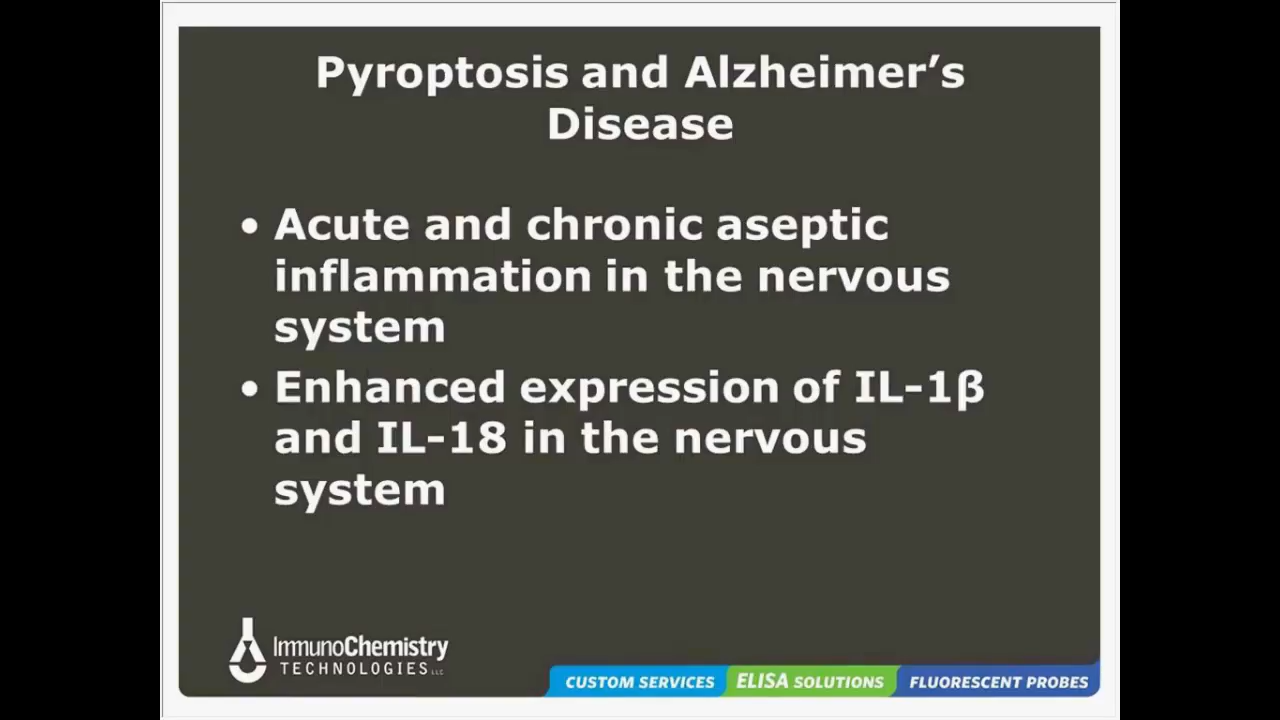 Pyroptosis and Alzheimer’s
Disease
• Acute and chronic aseptic
inflammation in the nervous
system
• Enhanced expression of IL-1β
and IL-18 in the nervous
system
ImmunoChemistry
TECHNOLOGIES LLC
CUSTOM SERVICES
ELISA SOLUTIONS
FLUORESCENT PROBES